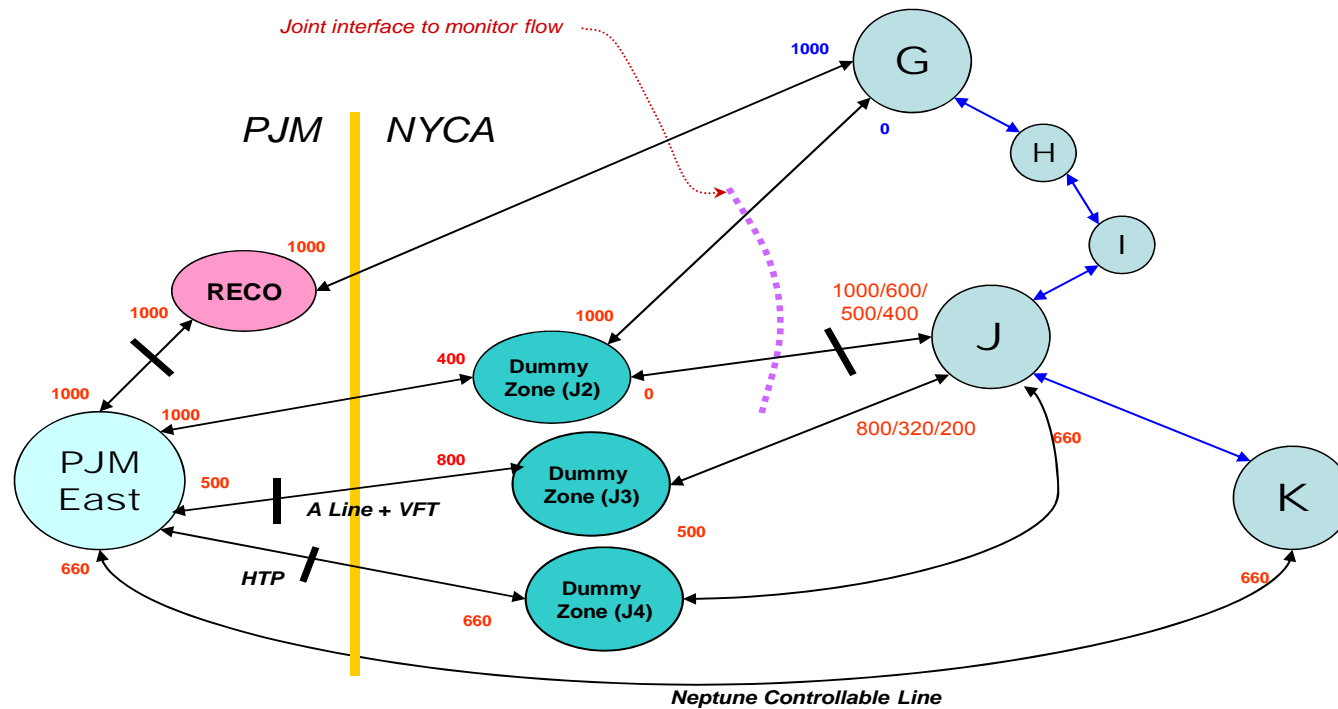 Joint interface to monitor flow
1000
G
PJM
NYCA
0
H
I
1000
RECO
1000
1000
1000/600/
500/400
J
400
Dummy
Zone (J2)
0
1000
1000
800/320/200
660
PJM
East
500
800
Dummy
Zone (J3)
A Line + VFT
500
K
660
HTP
Dummy
Zone (J4)
660
660
Neptune Controllable Line